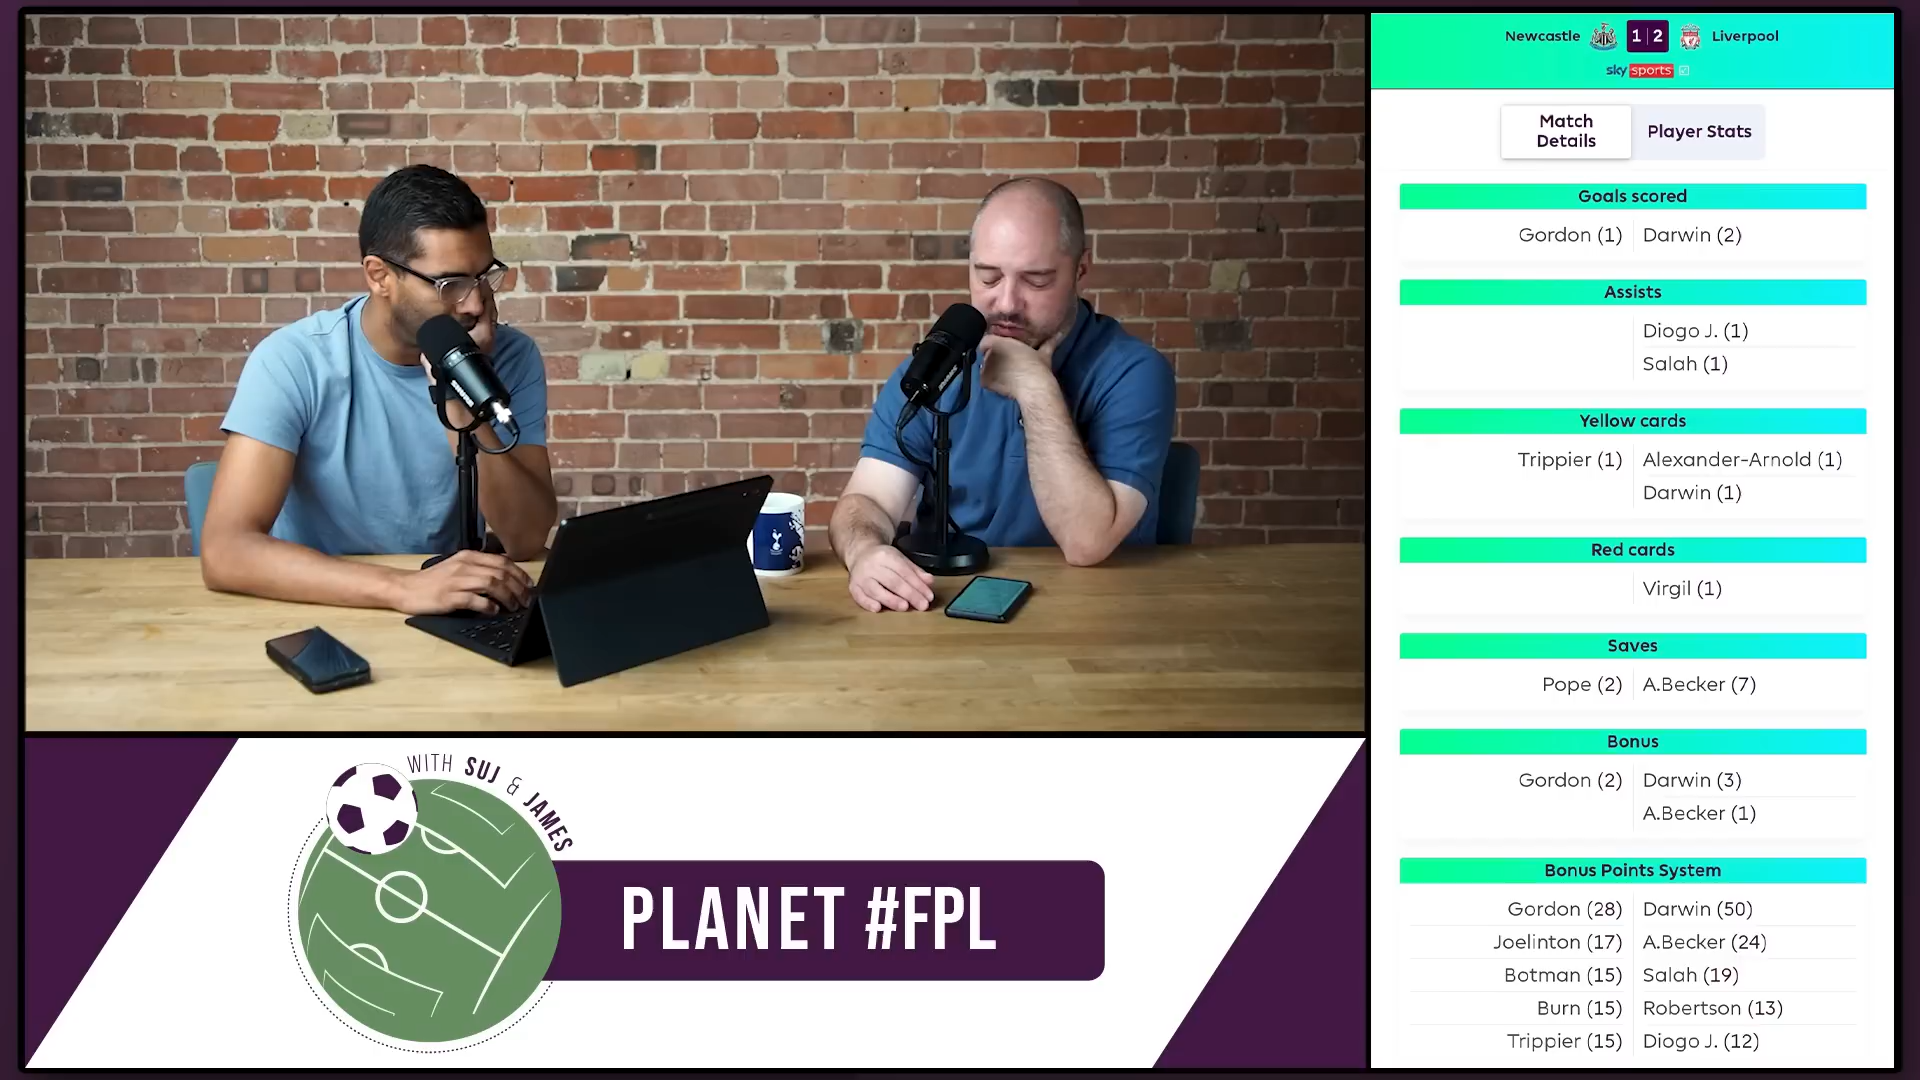 Newcastle 1 2 Liverpool
sky sports
Match Details
Player Stats
Goals scored
Gordon (1) Darwin (2)
Assists
Diogo J. (1)
Salah (1)
Yellow cards
Trippier (1) Alexander-Arnold (1)
Darwin (1)
Red cards
Virgil (1)
Saves
Pope (2) A.Becker (7)
Bonus
Gordon (2) Darwin (3)
A.Becker (1)
Bonus Points System
Gordon (28) Darwin (50)
Joelinton (17) A.Becker (24)
Botman (15) Salah (19)
Burn (15) Robertson (13)
Trippier (15) Diogo J. (12)
SHURE
WITH SUJ & JAMES
PLANET #FPL